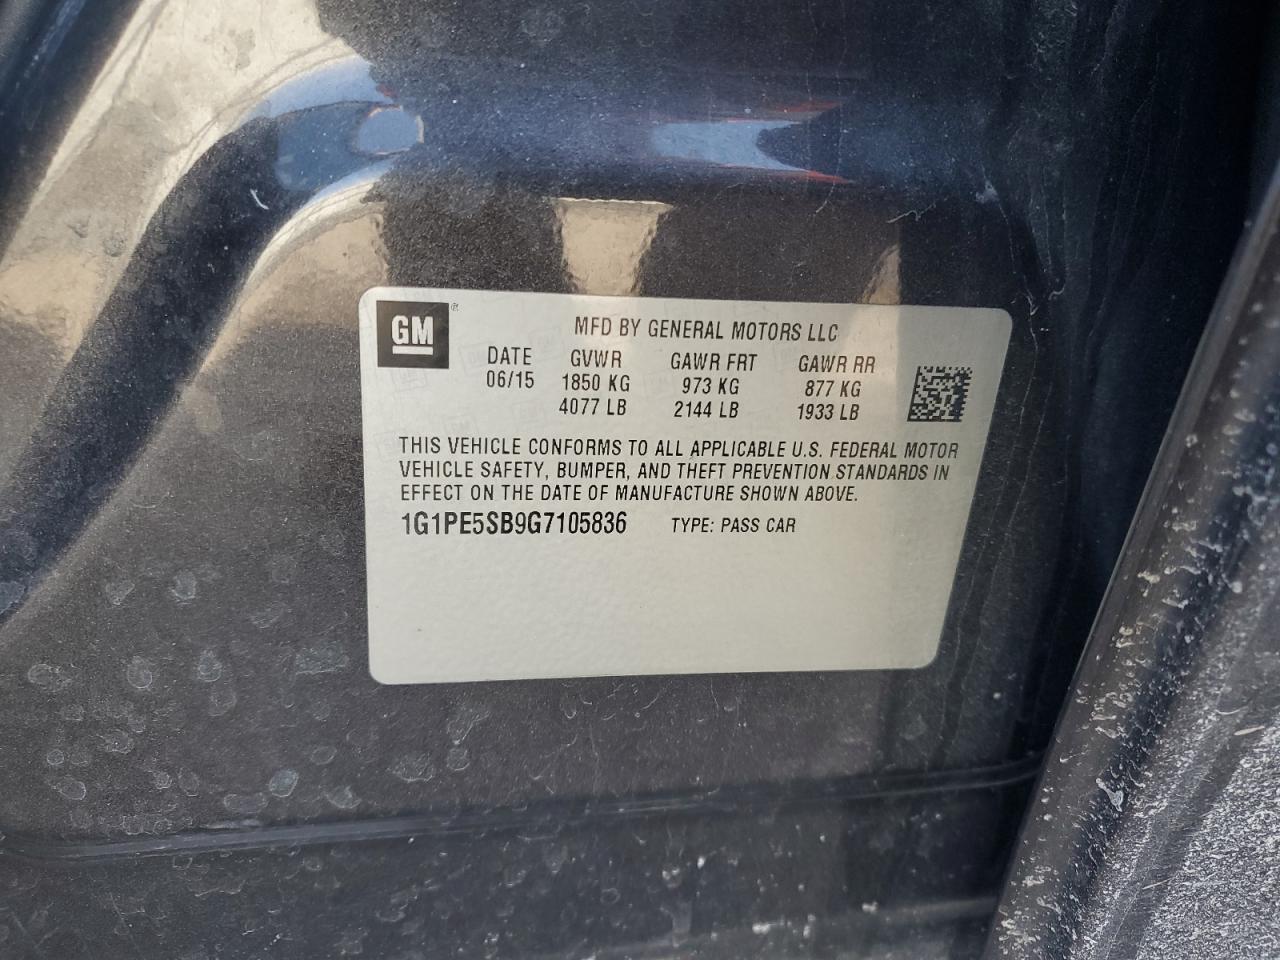 GM ®
MFD BY GENERAL MOTORS LLC
DATE GVWR GAWR FRT GAWR RR
06/15 1850 KG 973 KG 877 KG
4077 LB 2144 LB 1933 LB
THIS VEHICLE CONFORMS TO ALL APPLICABLE U.S. FEDERAL MOTOR
VEHICLE SAFETY, BUMPER, AND THEFT PREVENTION STANDARDS IN
EFFECT ON THE DATE OF MANUFACTURE SHOWN ABOVE.
1G1PE5SB9G7105836 TYPE: PASS CAR